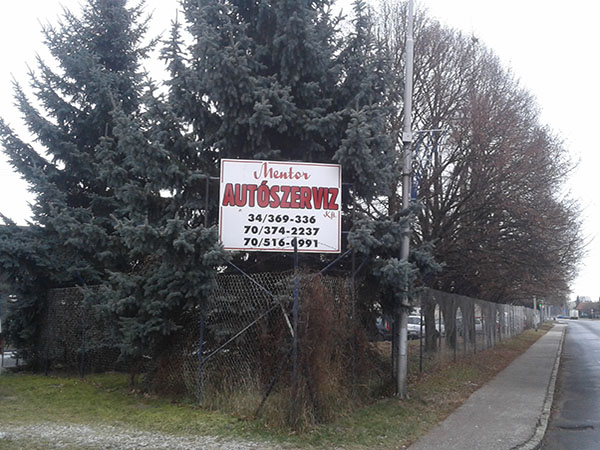 Mentor
AUTÓSZERVIZ
Kft.
34/369-336
70/374-2237
70/516-0991